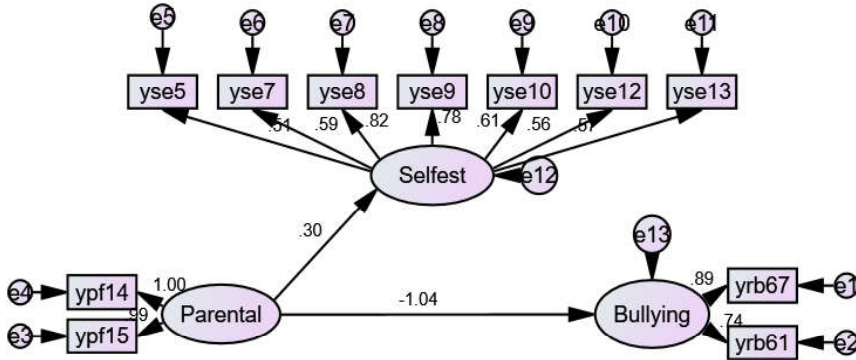 e5 e6 e7 e8 e9 e10 e11
yse5 yse7 yse8 yse9 yse10 yse12 yse13
.51 .59 .82 .78 .61 .56 .57
Selfest e12
.30
e13
e4 ypf14 1.00 .89 yrb67 e1
Parental -1.04 Bullying
e3 ypf15 .99 .74 yrb61 e2